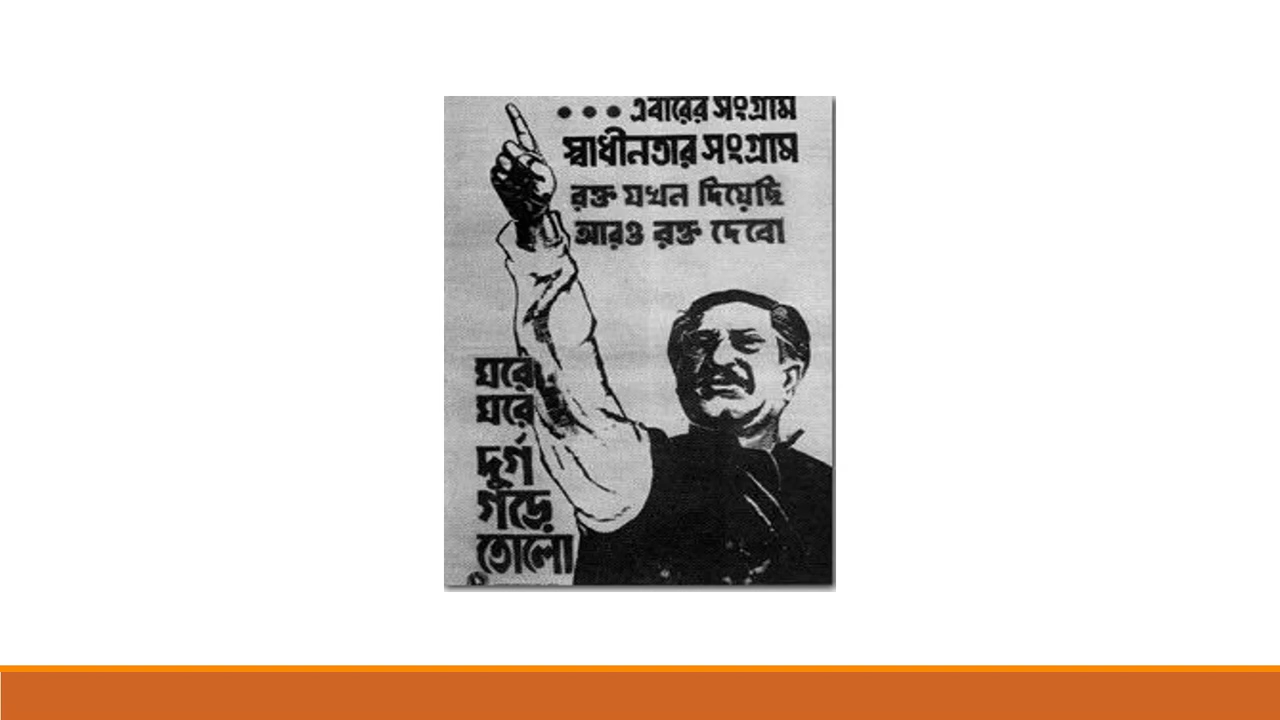 • • • এবারের সংগ্রাম
স্বাধীনতার সংগ্রাম
রক্ত যখন দিয়েছি
আরও রক্ত দেবো
ঘরে
ঘরে
দুর্গ
গড়ে
তোলো